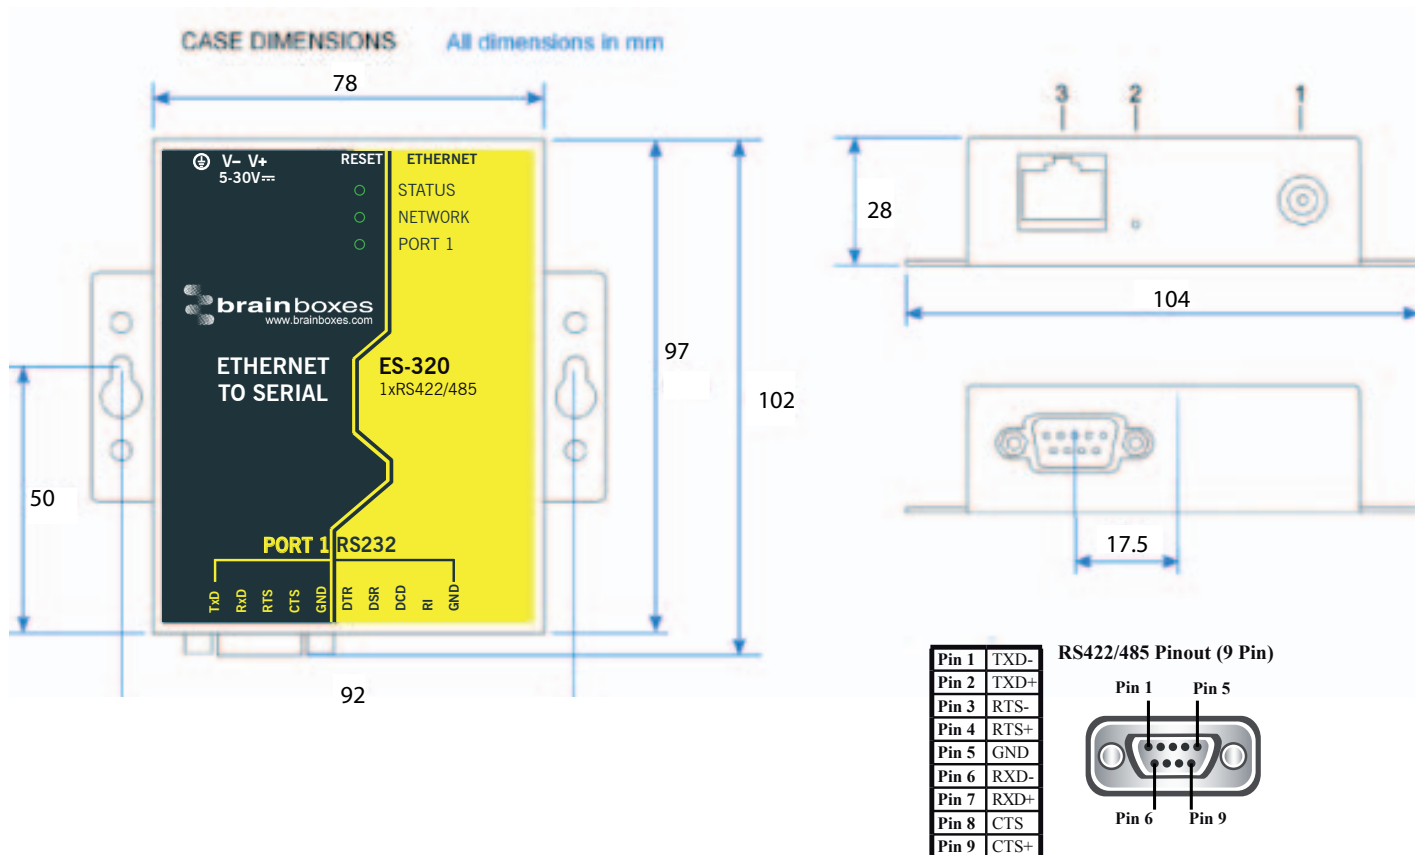 CASE DIMENSIONS All dimensions in mm
78
V– V+
5-30V
RESET
ETHERNET
STATUS
NETWORK
PORT 1
brainboxes
www.brainboxes.com
ETHERNET
TO SERIAL
ES-320
1xRS422/485
PORT 1 RS232
TxD
RxD
RTS
CTS
GND
DTR
DSR
DCD
RI
GND
50
97
102
92
3 2 1
28
104
17.5
Pin 1 TXD-
Pin 2 TXD+
Pin 3 RTS-
Pin 4 RTS+
Pin 5 GND
Pin 6 RXD-
Pin 7 RXD+
Pin 8 CTS
Pin 9 CTS+
RS422/485 Pinout (9 Pin)
Pin 1 Pin 5
Pin 6 Pin 9